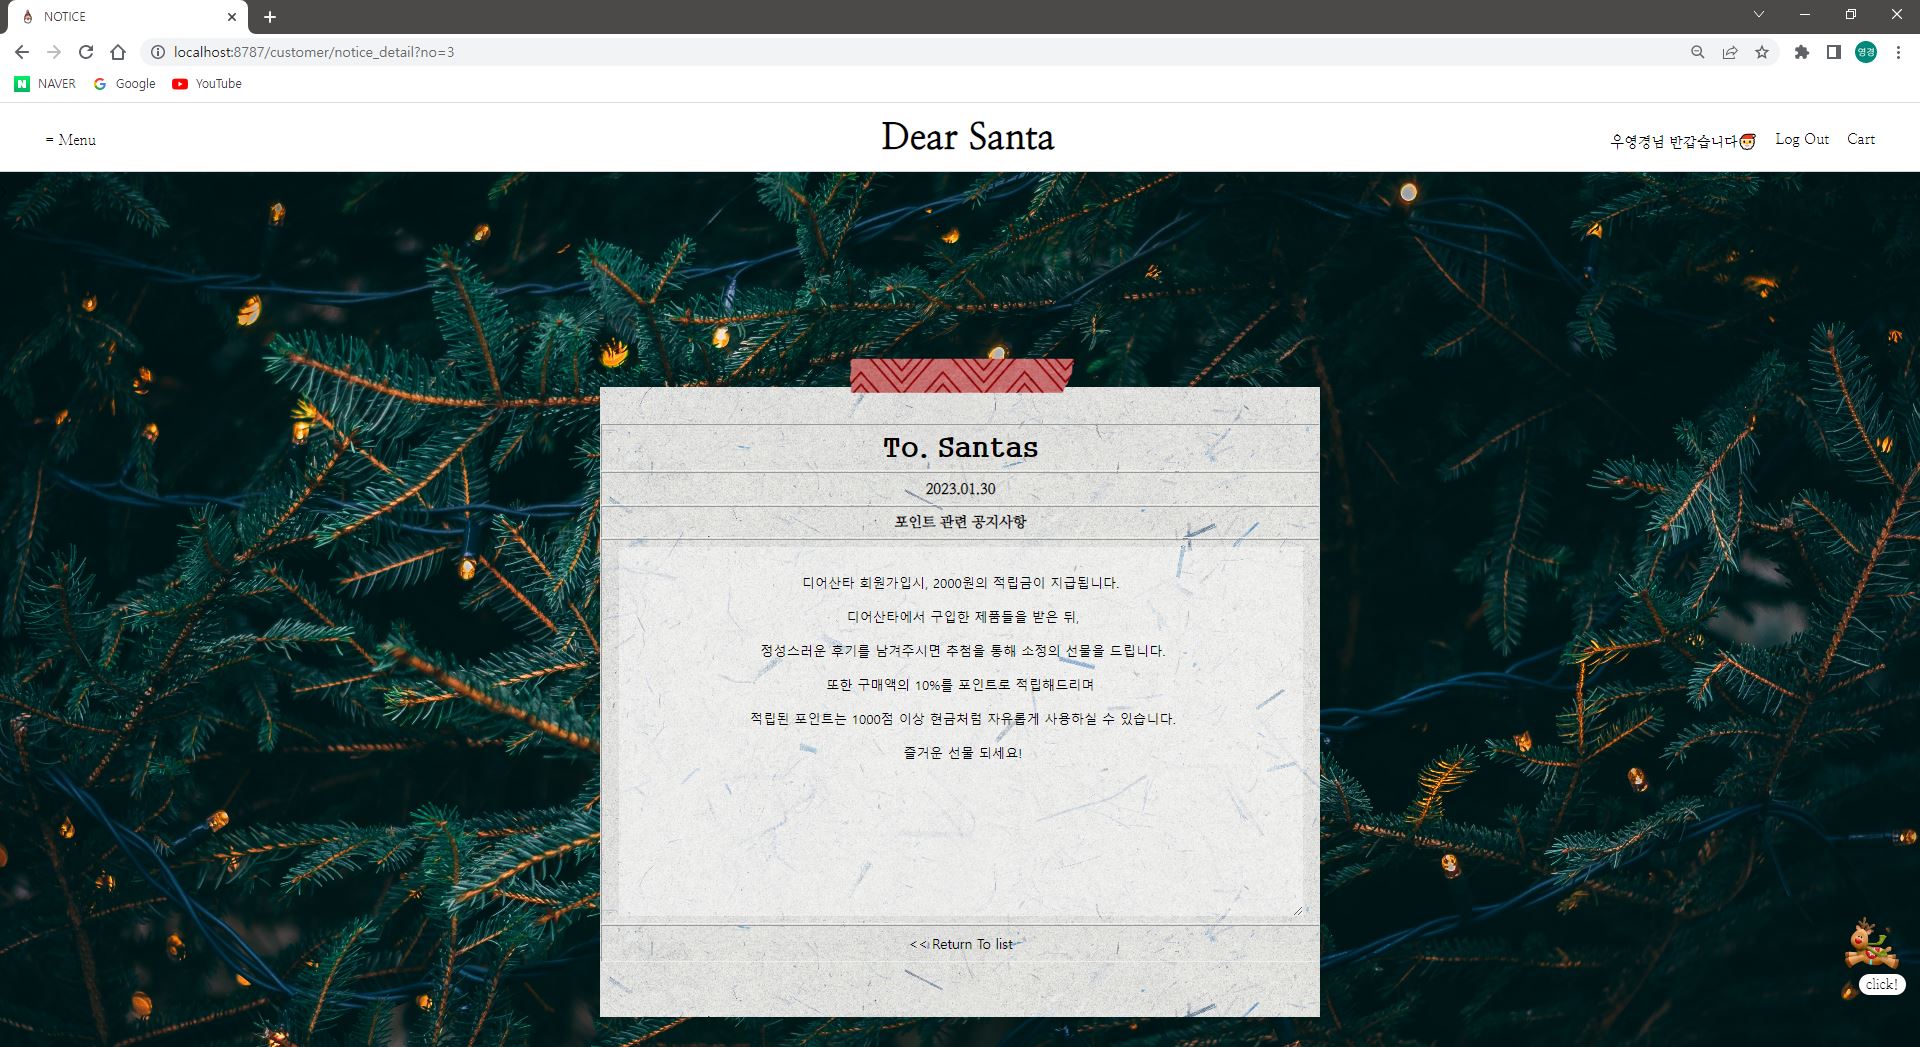 NOTICE
localhost:8787/customer/notice_detail?no=3
영경
NAVER
Google
YouTube
= Menu
Dear Santa
우영경님 반갑습니다🎅
Log Out
Cart
To. Santas
2023.01.30
포인트 관련 공지사항
디어산타 회원가입시, 2000원의 적립금이 지급됩니다.
디어산타에서 구입한 제품들을 받은 뒤,
정성스러운 후기를 남겨주시면 추첨을 통해 소정의 선물을 드립니다.
또한 구매액의 10%를 포인트로 적립해드리며
적립된 포인트는 1000점 이상 현금처럼 자유롭게 사용하실 수 있습니다.
즐거운 선물 되세요!
<< Return To list
click!